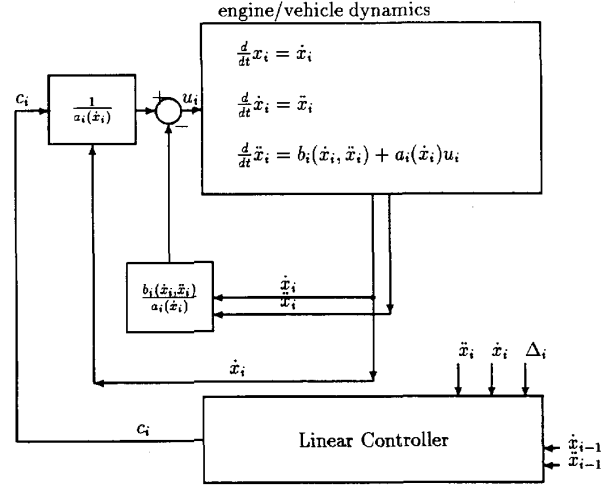 engine/vehicle dynamics
d/dt x_i = ẋ_i
c_i 1/a_i(ẋ_i) + − u_i d/dt ẋ_i = ẍ_i
d/dt ẍ_i = b_i(ẋ_i, ẍ_i) + a_i(ẋ_i)u_i
b_i(ẋ_i,ẍ_i)/a_i(ẋ_i) ẋ_i
ẍ_i
ẋ_i
ẍ_i ẋ_i Δ_i
c_i Linear Controller ẋ_{i−1}
ẍ_{i−1}